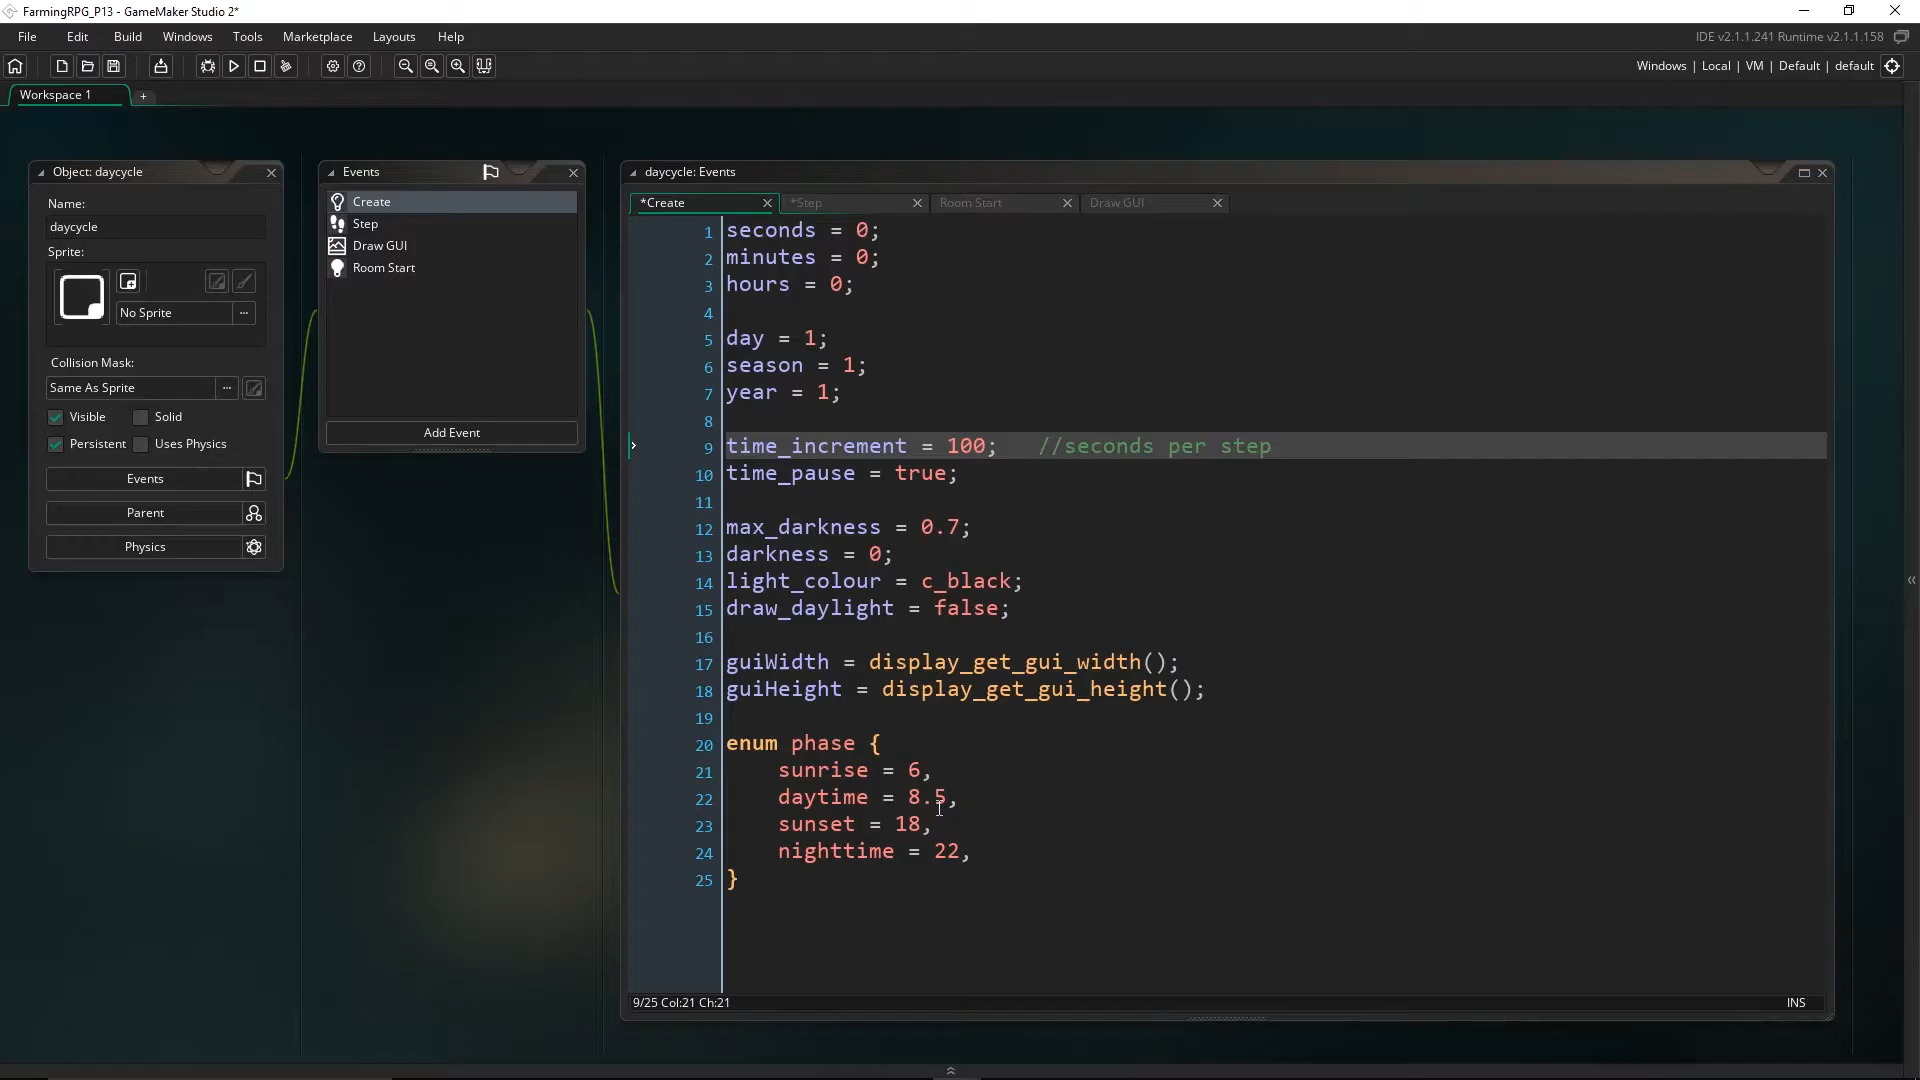 FarmingRPG_P13 - GameMaker Studio 2*
File Edit Build Windows Tools Marketplace Layouts Help
IDE v2.1.1.241 Runtime v2.1.1.158
Windows | Local | VM | Default | default
Workspace 1
+
Object: daycycle
Name:
daycycle
Sprite:
No Sprite
...
Collision Mask:
Same As Sprite
...
Visible
Solid
Persistent
Uses Physics
Events
Parent
Physics
Events
Create
Step
Draw GUI
Room Start
Add Event
daycycle: Events
*Create *Step Room Start Draw GUI
1 seconds = 0;
2 minutes = 0;
3 hours = 0;
4
5 day = 1;
6 season = 1;
7 year = 1;
8
9 time_increment = 100; //seconds per step
10 time_pause = true;
11
12 max_darkness = 0.7;
13 darkness = 0;
14 light_colour = c_black;
15 draw_daylight = false;
16
17 guiWidth = display_get_gui_width();
18 guiHeight = display_get_gui_height();
19
20 enum phase {
21 sunrise = 6,
22 daytime = 8.5,
23 sunset = 18,
24 nighttime = 22,
25 }
9/25 Col:21 Ch:21
INS